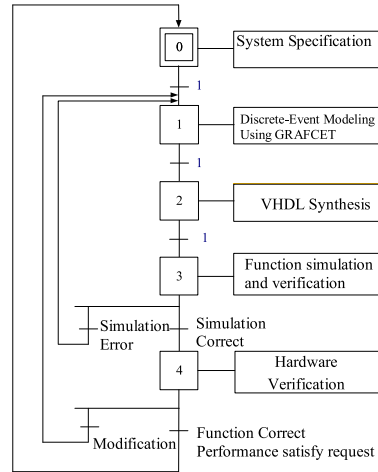 0
System Specification
1
1
Discrete-Event Modeling
Using GRAFCET
1
2
VHDL Synthesis
1
3
Function simulation
and verification
Simulation
Error
Simulation
Correct
4
Hardware
Verification
Modification
Function Correct
Performance satisfy request